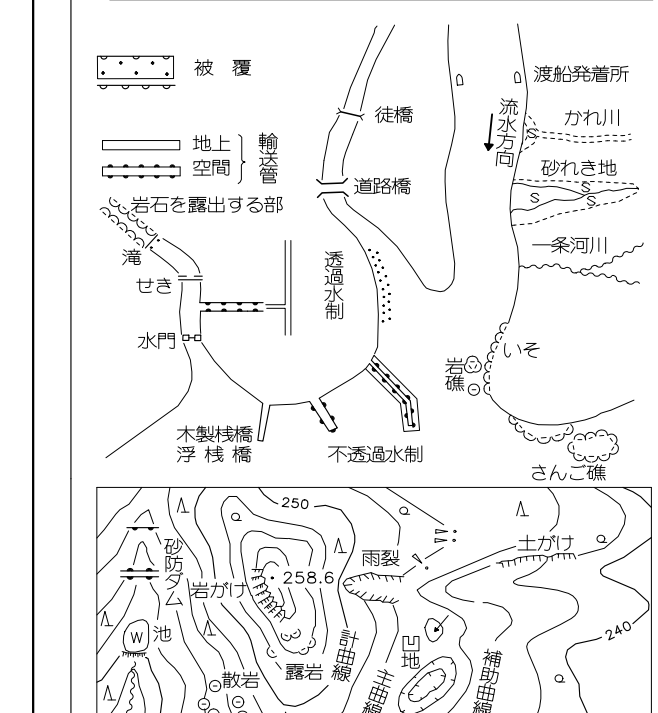 被覆
渡船発着所
流水方向
徒橋
かれ川
地上
空間
輸送管
砂れき地
道路橋
岩石を露出する部
滝
透過水制
一条河川
せき
水門
いそ
岩礁
木製桟橋
浮桟橋
不透過水制
さんご礁
250
砂防ダム
雨裂
土がけ
岩がけ
258.6
W
池
計曲線
凹地
240
露岩
主曲線
補助曲線
散岩